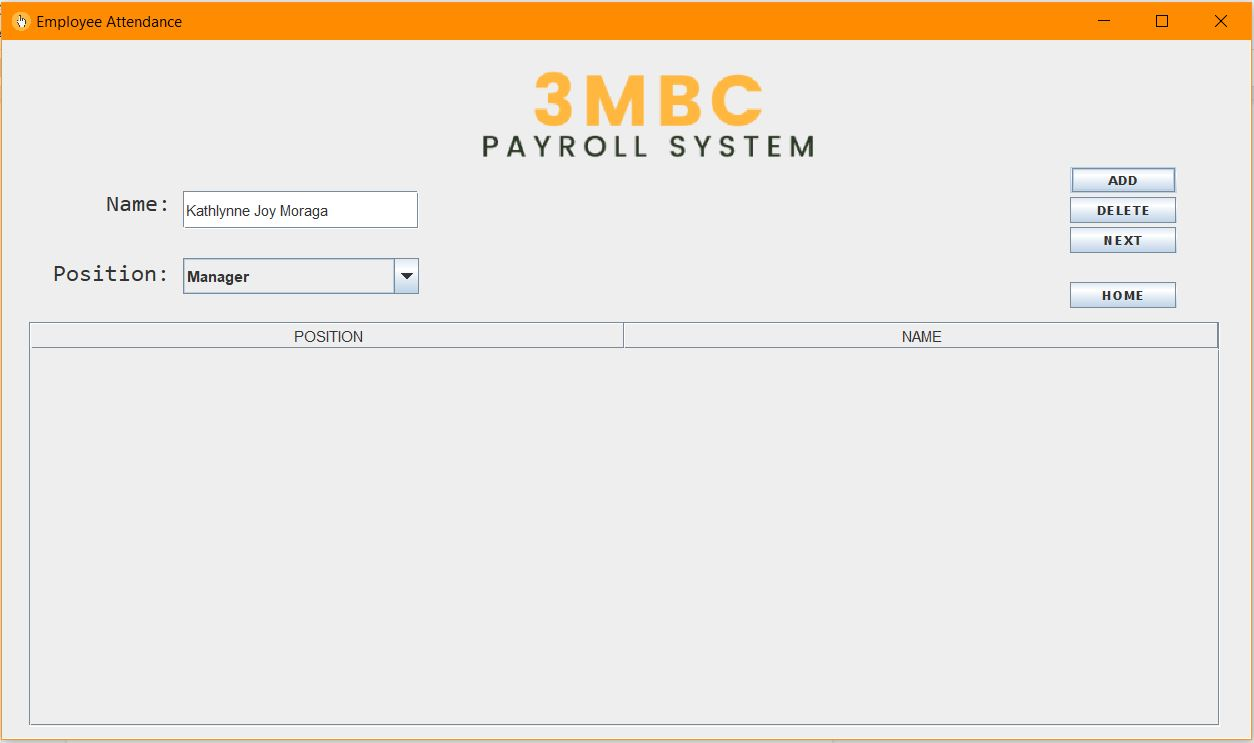 Employee Attendance
3MBC
PAYROLL SYSTEM
Name: Kathlynne Joy Moraga
Position: Manager
ADD
DELETE
NEXT
HOME
POSITION NAME